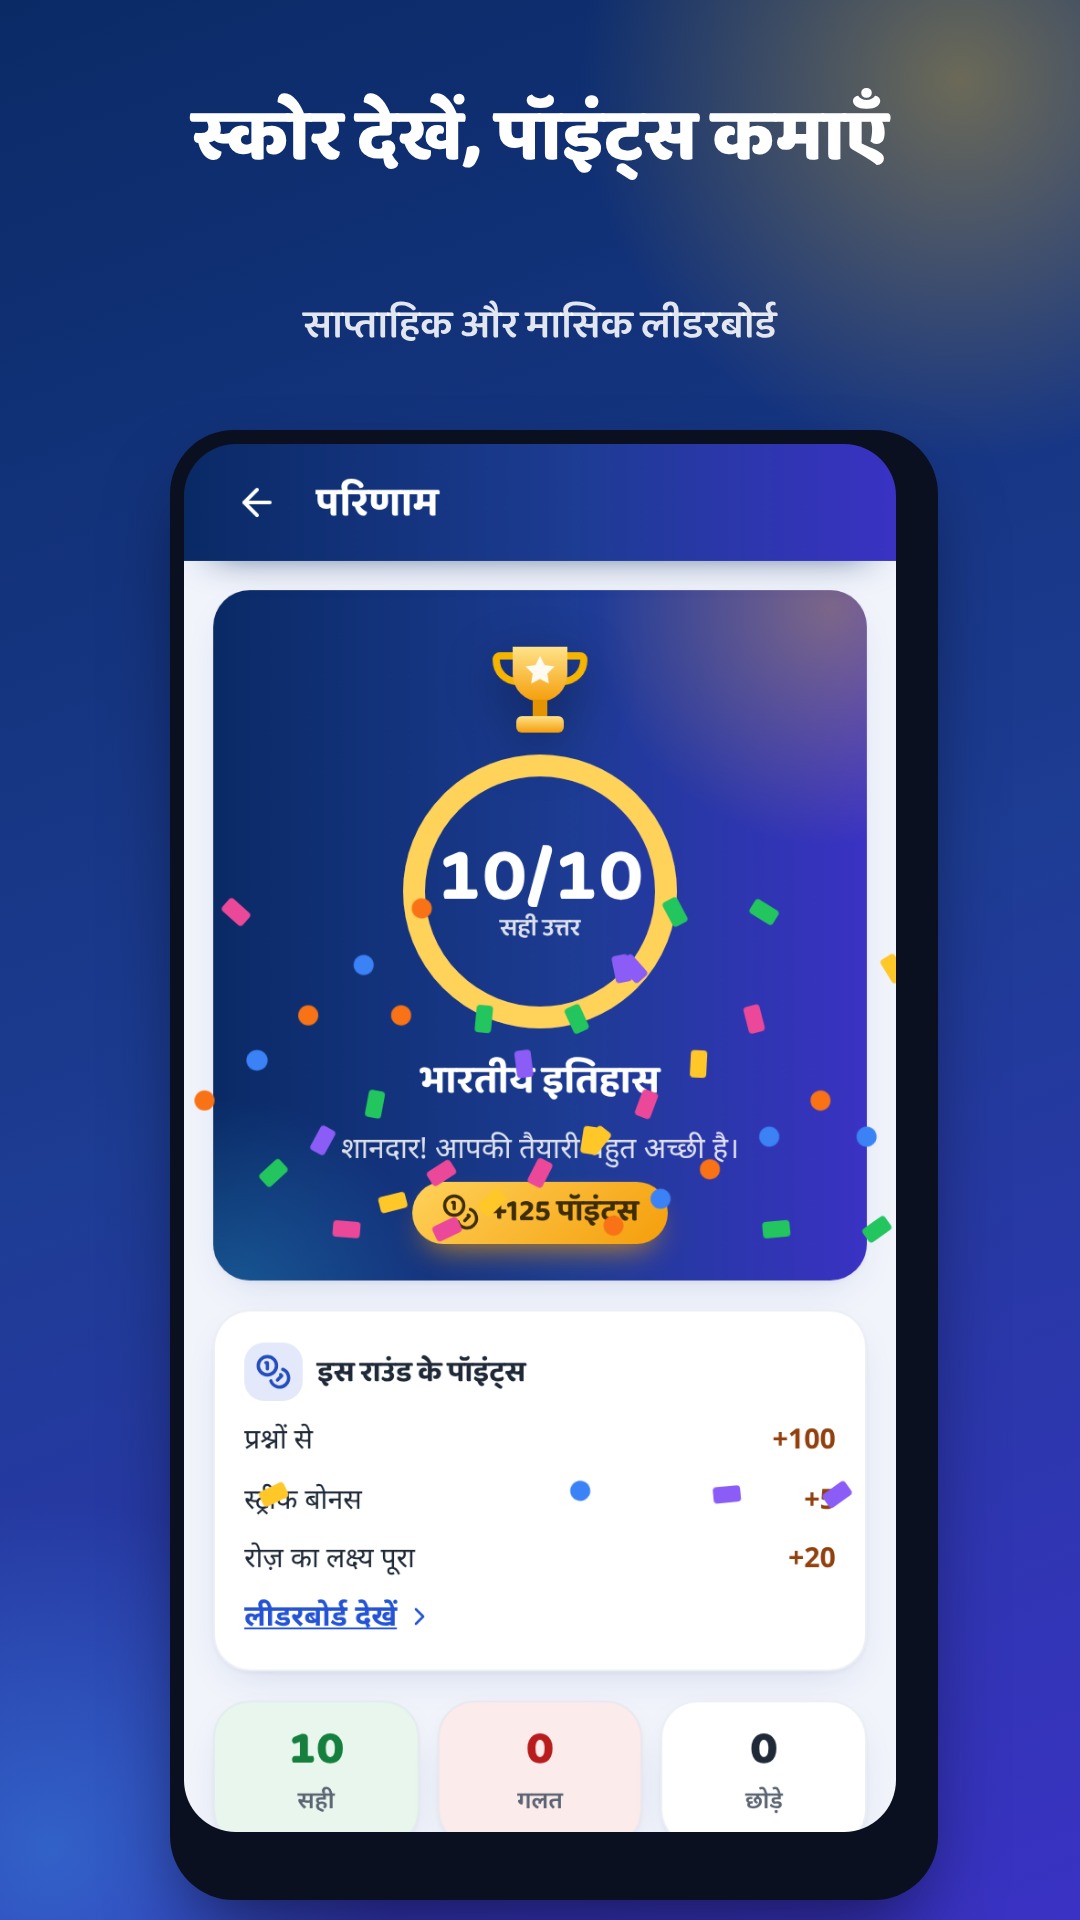 स्कोर देखें, पॉइंट्स कमाएँ
साप्ताहिक और मासिक लीडरबोर्ड
परिणाम
10/10
सही उत्तर
भारतीय इतिहास
शानदार! आपकी तैयारी बहुत अच्छी है।
+125 पॉइंट्स
इस राउंड के पॉइंट्स
प्रश्नों से +100
स्ट्रीक बोनस +5
रोज़ का लक्ष्य पूरा +20
लीडरबोर्ड देखें
10 0 0
सही गलत छोड़े